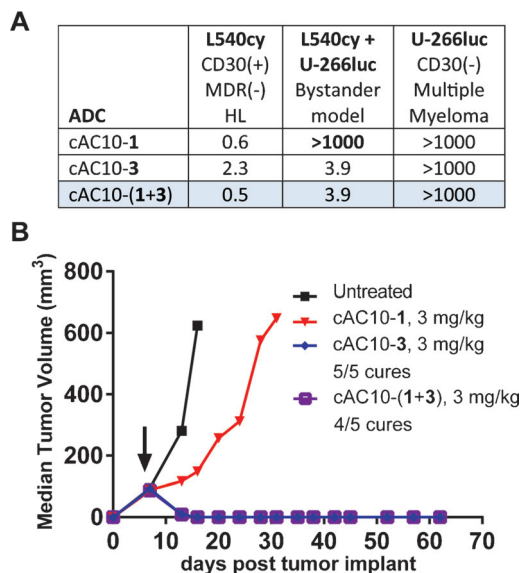 A
ADC
L540cy
CD30(+)
MDR(-)
HL
L540cy +
U-266luc
Bystander
model
U-266luc
CD30(-)
Multiple
Myeloma
cAC10-1 0.6 >1000 >1000
cAC10-3 2.3 3.9 >1000
cAC10-(1+3) 0.5 3.9 >1000
B
Median Tumor Volume (mm³)
800
600
400
200
0
0 10 20 30 40 50 60 70
days post tumor implant
Untreated
cAC10-1, 3 mg/kg
cAC10-3, 3 mg/kg
5/5 cures
cAC10-(1+3), 3 mg/kg
4/5 cures